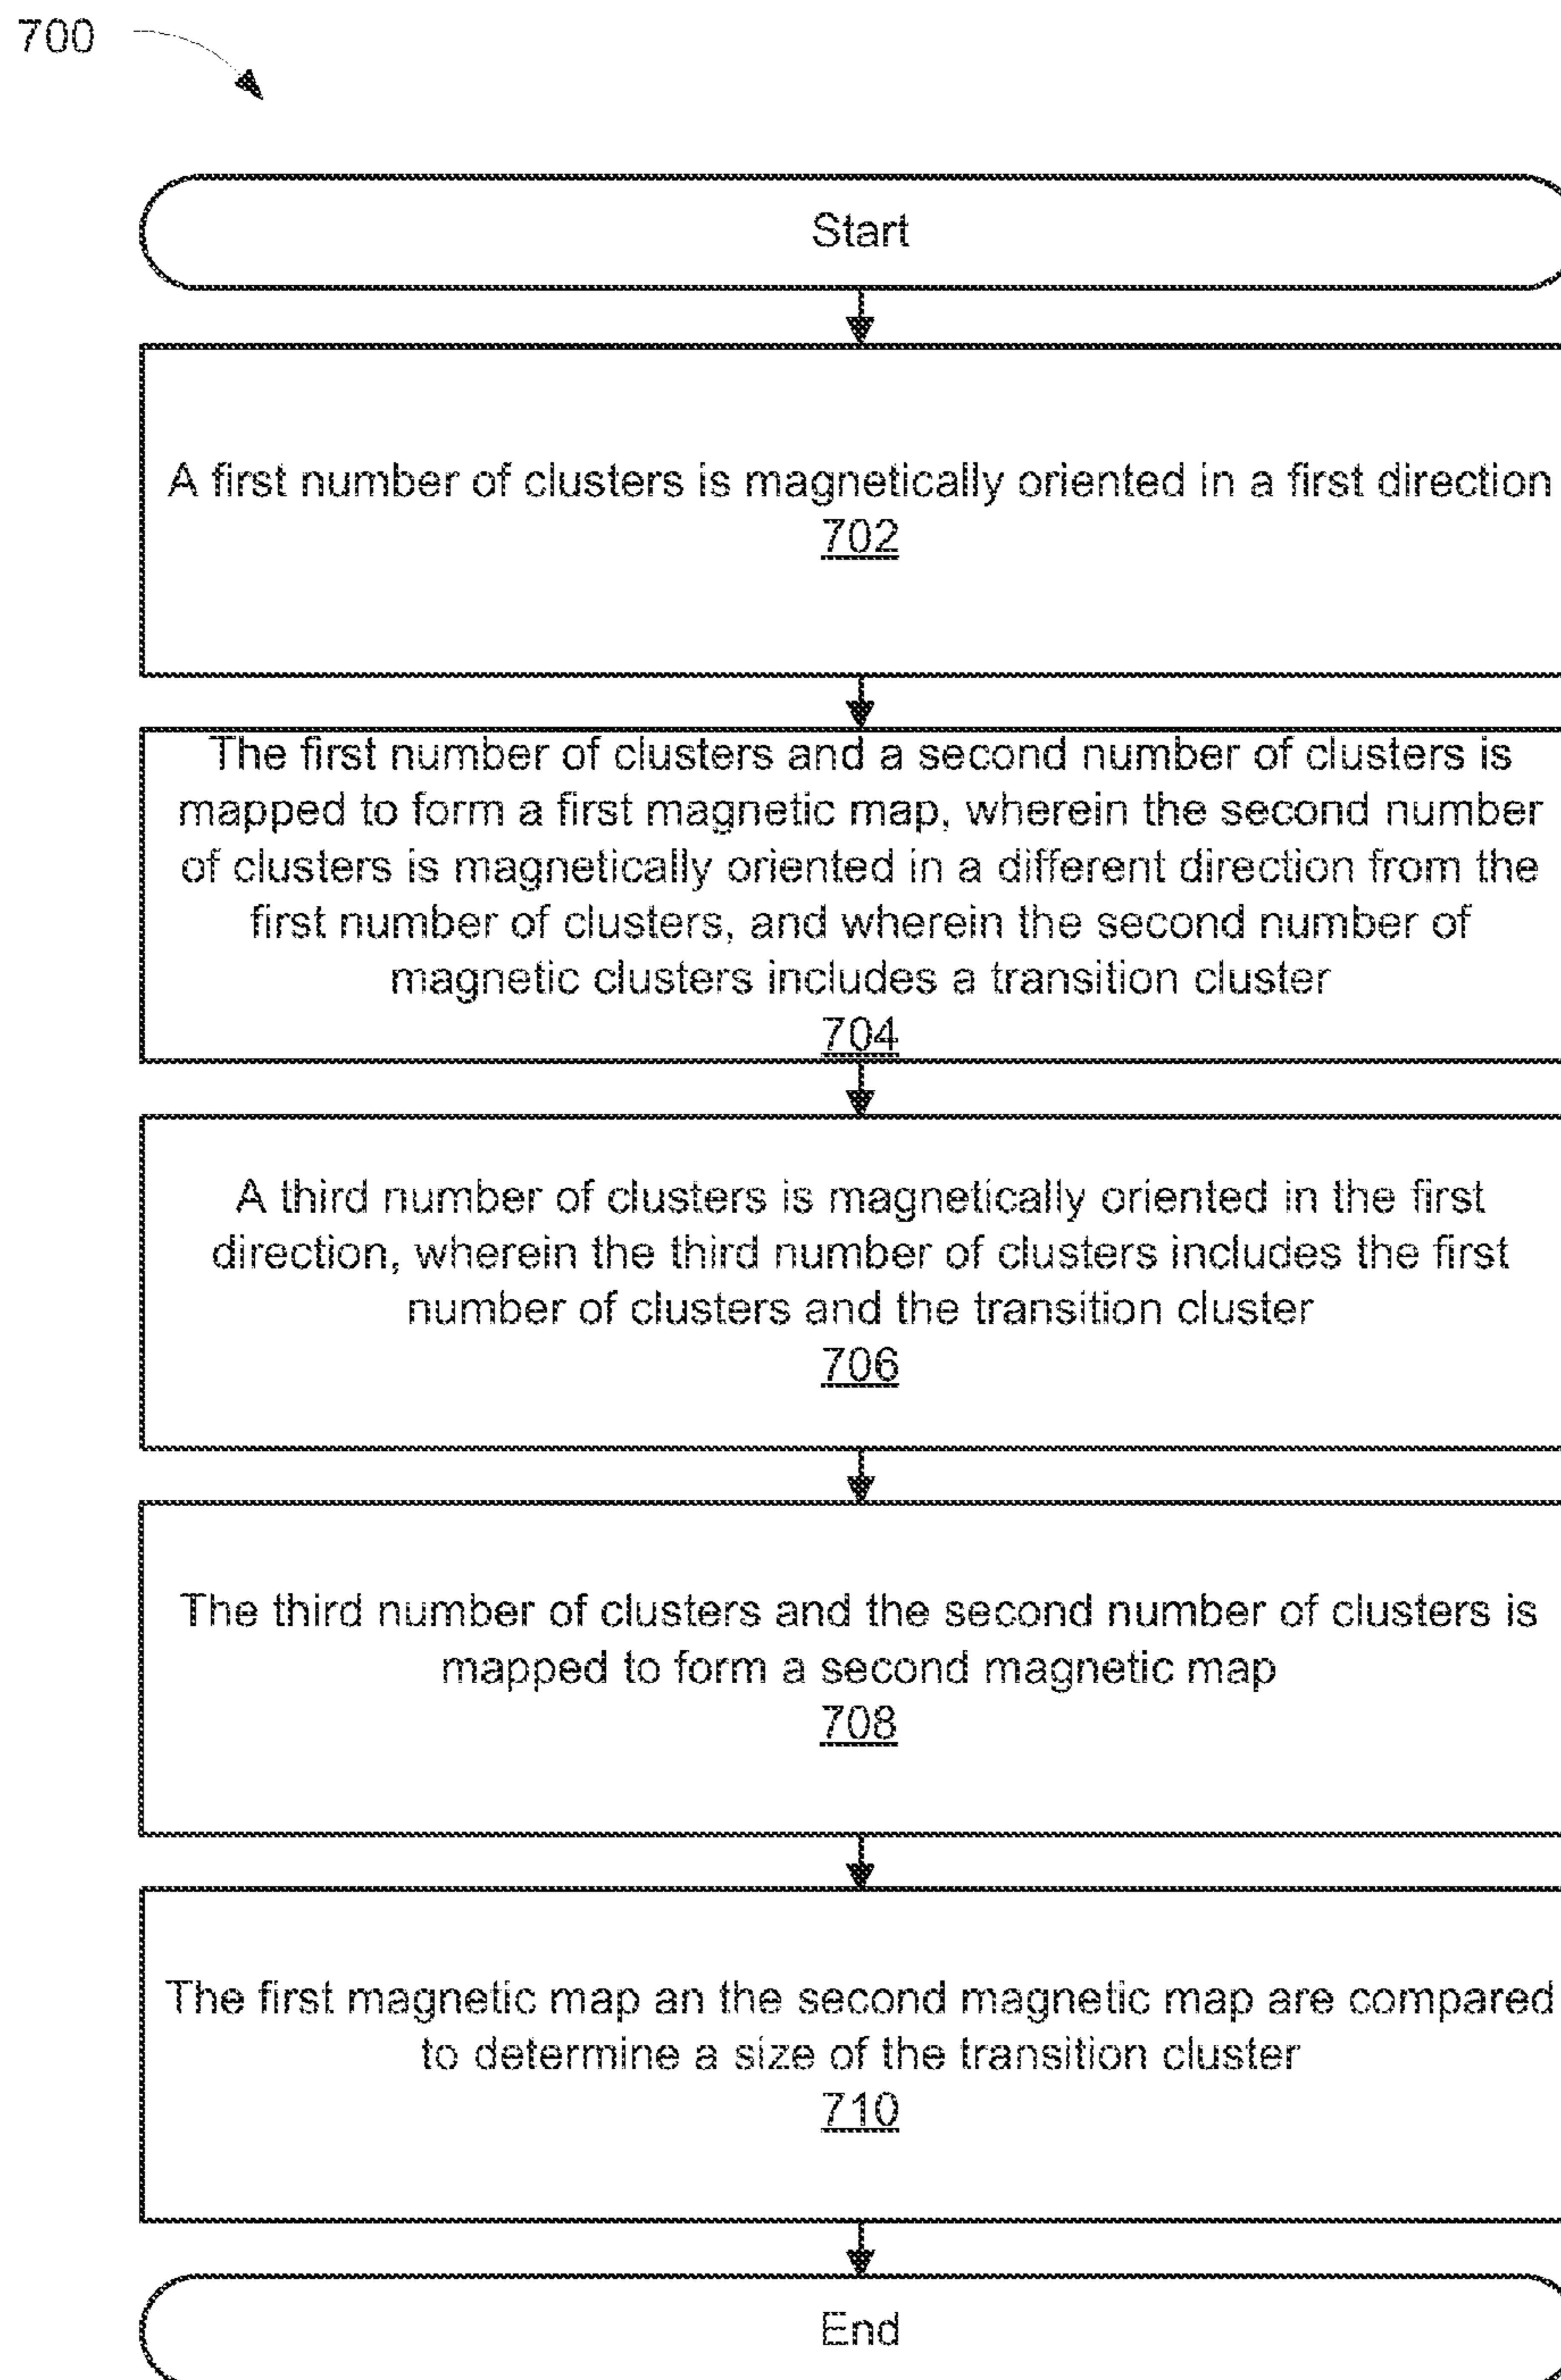 700
Start
A first number of clusters is magnetically oriented in a first direction
702
The first number of clusters and a second number of clusters is
mapped to form a first magnetic map, wherein the second number
of clusters is magnetically oriented in a different direction from the
first number of clusters, and wherein the second number of
magnetic clusters includes a transition cluster
704
A third number of clusters is magnetically oriented in the first
direction, wherein the third number of clusters includes the first
number of clusters and the transition cluster
706
The third number of clusters and the second number of clusters is
mapped to form a second magnetic map
708
The first magnetic map an the second magnetic map are compared
to determine a size of the transition cluster
710
End